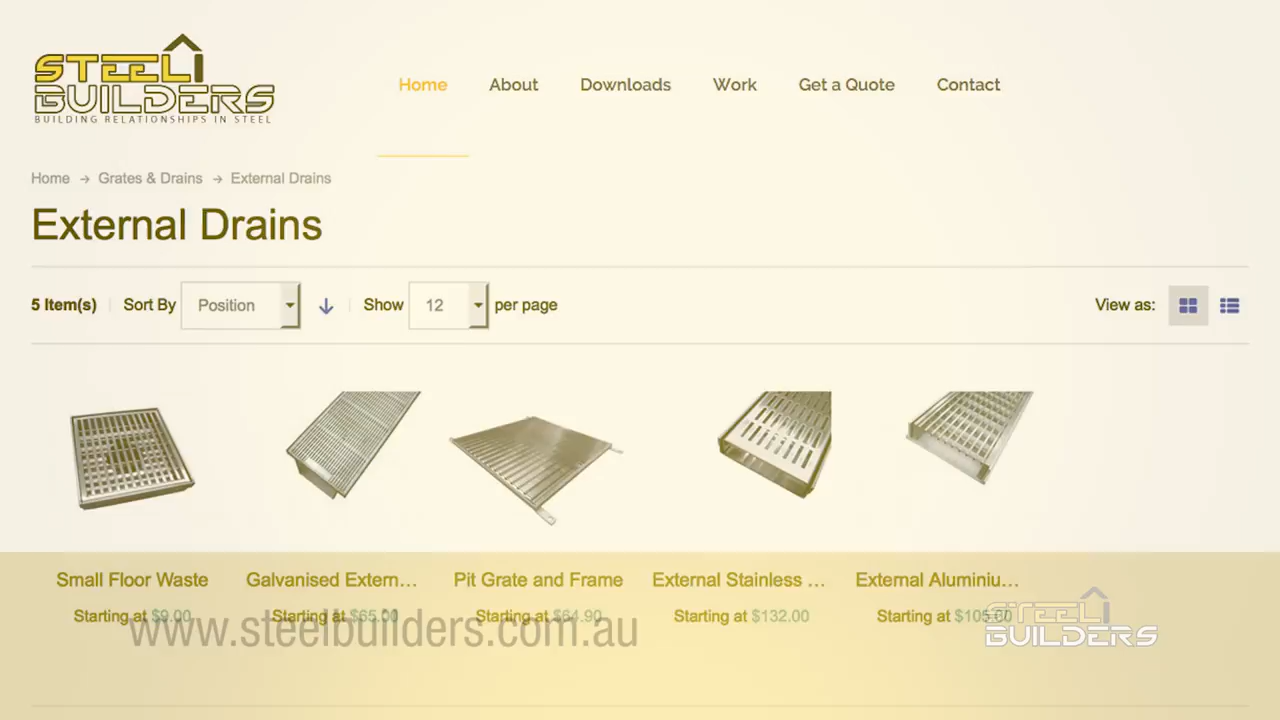 STEEL
BUILDERS
BUILDING RELATIONSHIPS IN STEEL
Home About Downloads Work Get a Quote Contact
Home → Grates & Drains → External Drains
External Drains
5 Item(s) Sort By Position Show 12 per page View as:
Small Floor Waste Galvanised Extern... Pit Grate and Frame External Stainless ... External Aluminiu...
Starting at $9.00 Starting at $65.00 Starting at $64.90 Starting at $132.00 Starting at
www.steelbuilders.com.au
STEEL
BUILDERS